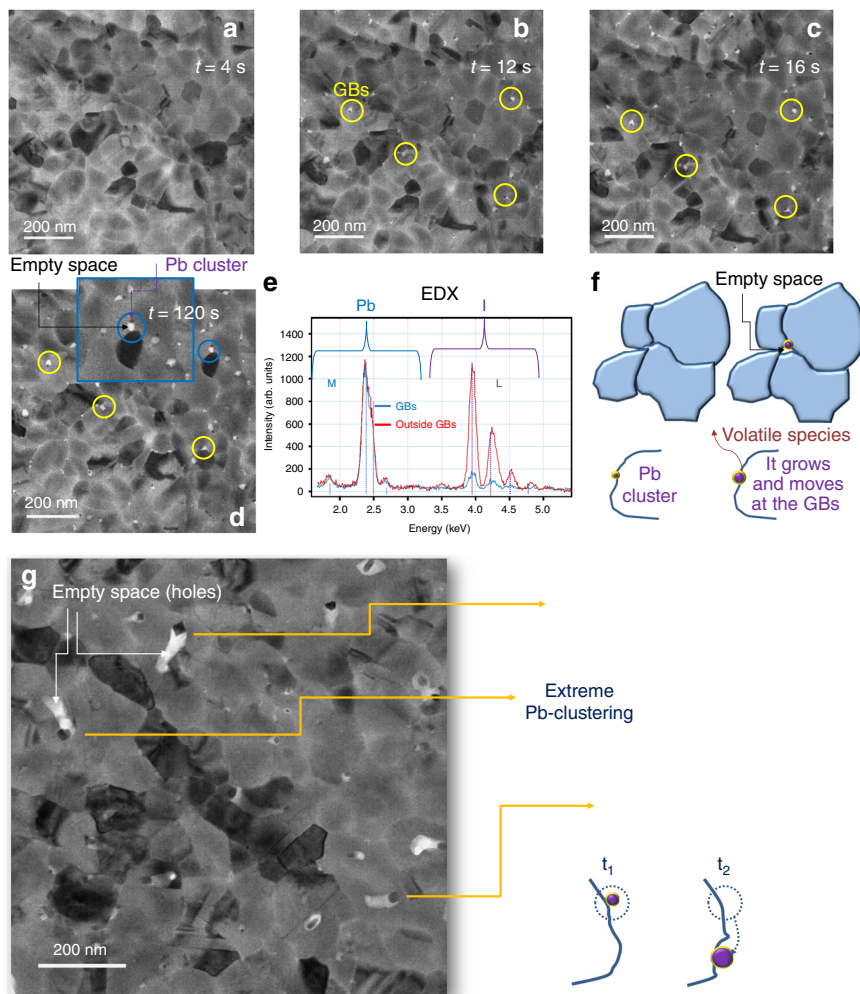 a
t = 4 s
200 nm
b
t = 12 s
GBs
200 nm
c
t = 16 s
200 nm
Empty space
Pb cluster
t = 120 s
200 nm
d
e
EDX
Pb
I
1400
1200
1000
800
600
400
200
0
Intensity (arb. units)
M
L
GBs
Outside GBs
2.0
2.5
3.0
3.5
4.0
4.5
5.0
Energy (keV)
f
Empty space
Volatile species
Pb
cluster
It grows
and moves
at the GBs
g
Empty space (holes)
200 nm
Extreme
Pb-clustering
t1
t2